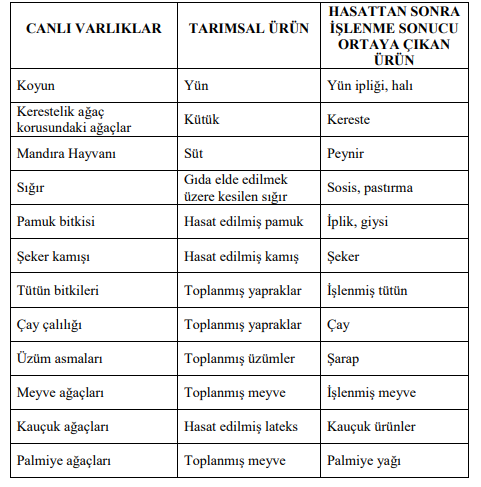 CANLI VARLIKLAR
TARIMSAL ÜRÜN
HASATTAN SONRA
İŞLENME SONUCU
ORTAYA ÇIKAN
ÜRÜN
Koyun
Yün
Yün ipliği, halı
Kerestelik ağaç
korusundaki ağaçlar
Kütük
Kereste
Mandıra Hayvanı
Süt
Peynir
Sığır
Gıda elde edilmek
üzere kesilen sığır
Sosis, pastırma
Pamuk bitkisi
Hasat edilmiş pamuk
İplik, giysi
Şeker kamışı
Hasat edilmiş kamış
Şeker
Tütün bitkileri
Toplanmış yapraklar
İşlenmiş tütün
Çay çalılığı
Toplanmış yapraklar
Çay
Üzüm asmaları
Toplanmış üzümler
Şarap
Meyve ağaçları
Toplanmış meyve
İşlenmiş meyve
Kauçuk ağaçları
Hasat edilmiş lateks
Kauçuk ürünler
Palmiye ağaçları
Toplanmış meyve
Palmiye yağı